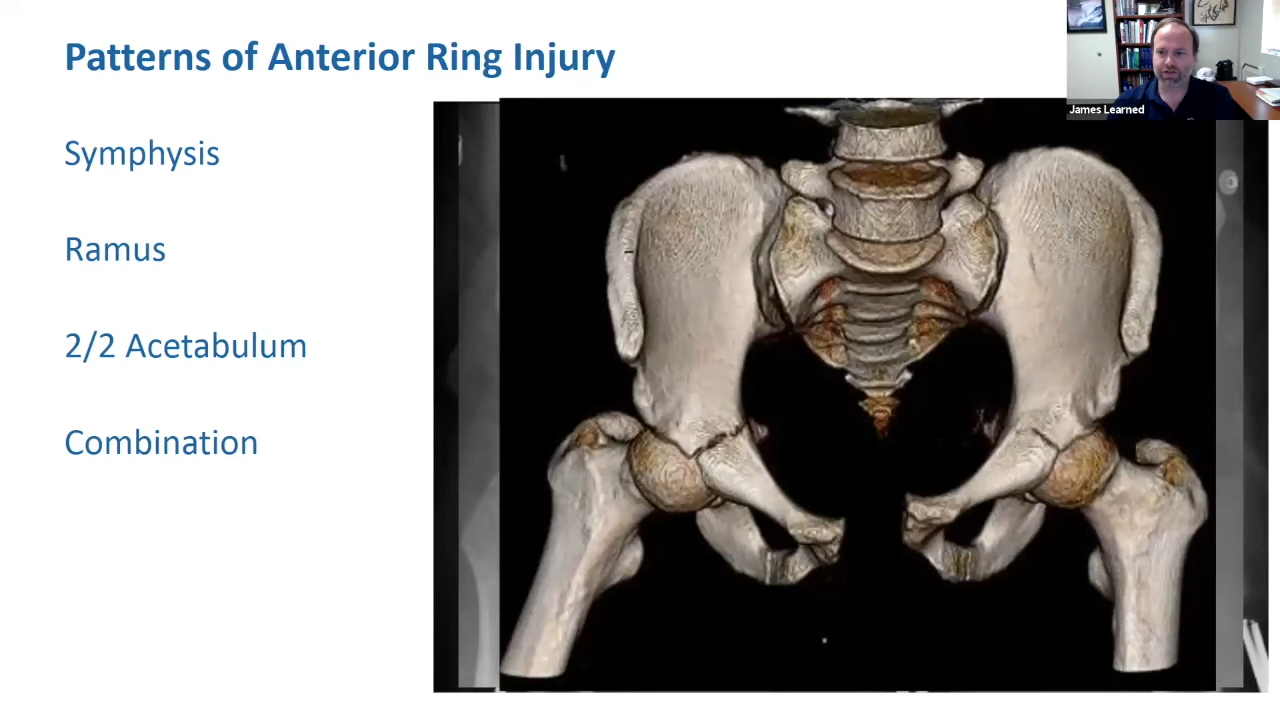 Patterns of Anterior Ring Injury
James Learned
Symphysis
Ramus
2/2 Acetabulum
Combination